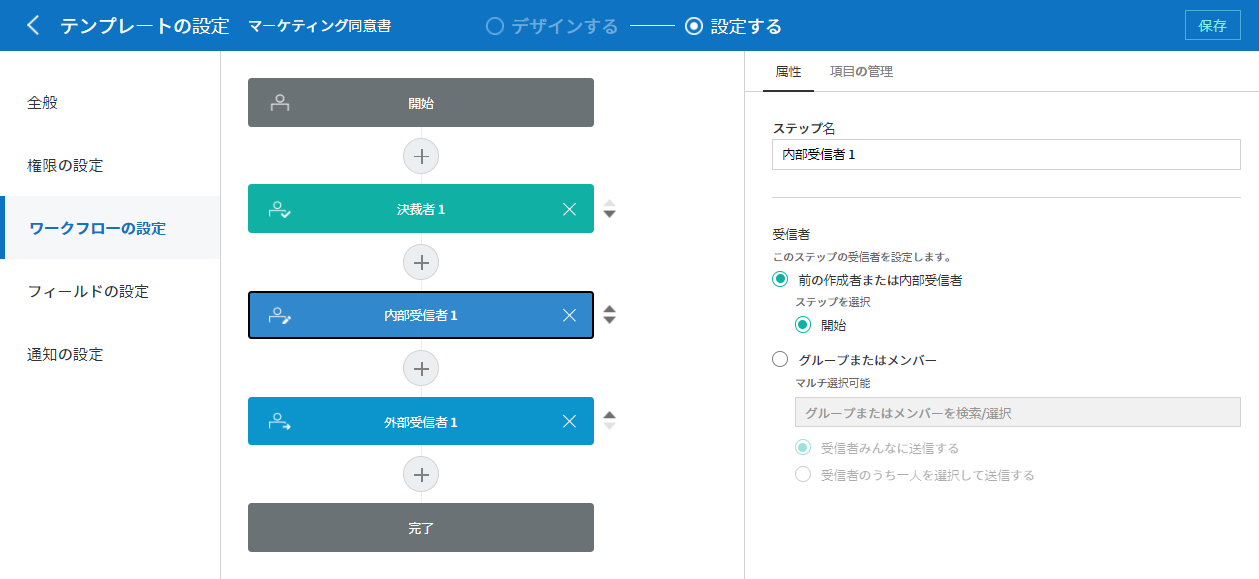 テンプレートの設定 マーケティング同意書 デザインする 設定する 保存
全般
権限の設定
ワークフローの設定
フィールドの設定
通知の設定
開始
決裁者 1
内部受信者 1
外部受信者 1
完了
属性 項目の管理
ステップ名
内部受信者 1
受信者
このステップの受信者を設定します。
前の作成者または内部受信者
ステップを選択
開始
グループまたはメンバー
マルチ選択可能
グループまたはメンバーを検索/選択
受信者みんなに送信する
受信者のうち一人を選択して送信する